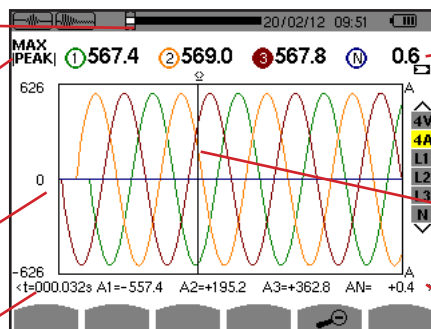 20/02/12 09:51
MAX
|PEAK| 1 567.4 2 569.0 3 567.8 N 0.6
626 A
4V
4A
L1
0 L2
L3
N
-626 A
<t=000.032s A1=-557.4 A2=+195.2 A3=+362.8 AN= +0.4